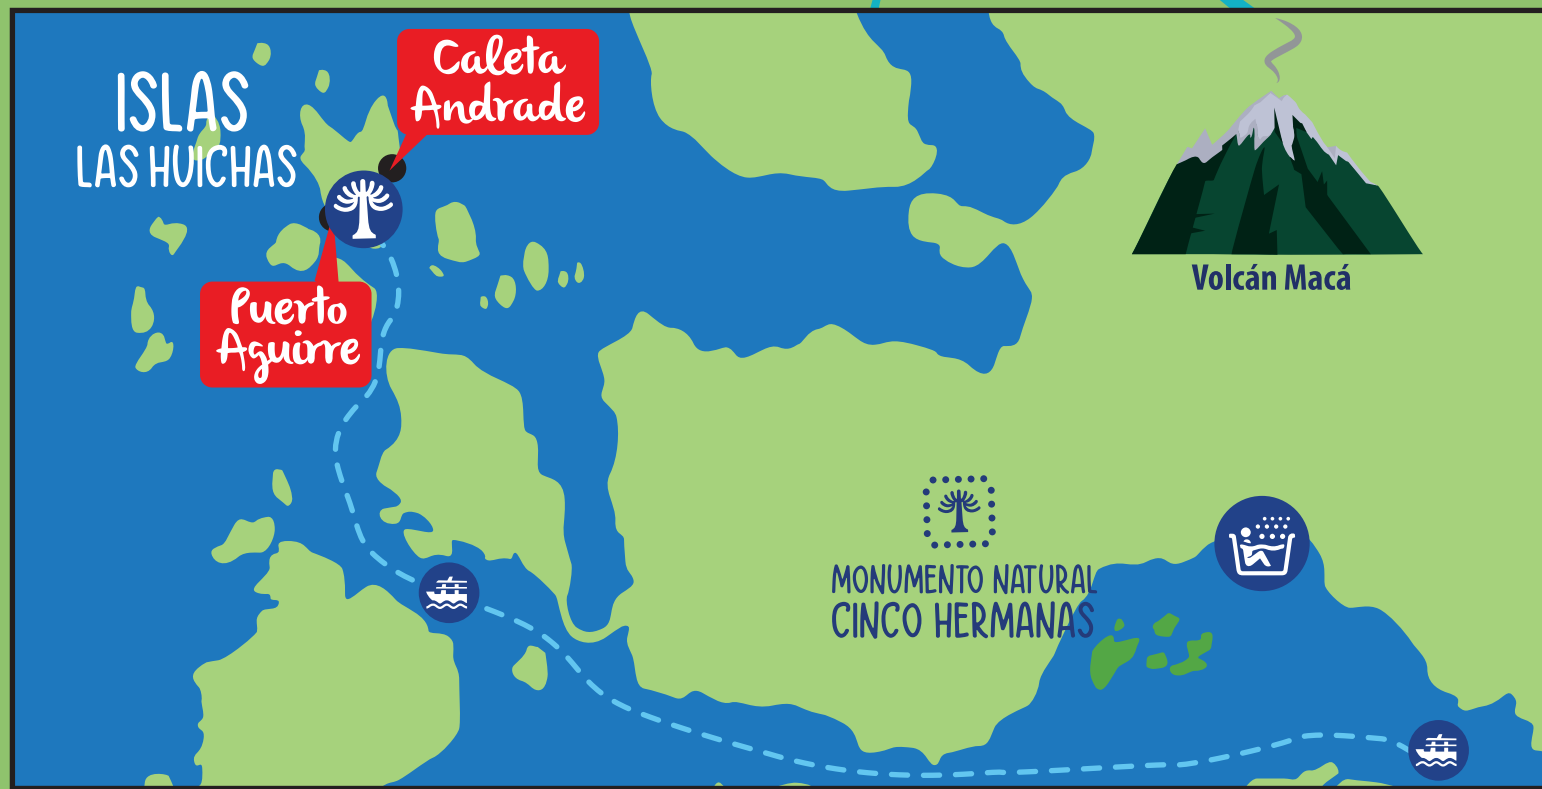 ISLAS
LAS HUICHAS
Caleta
Andrade
Puerto
Aguirre
Volcán Macá
MONUMENTO NATURAL
CINCO HERMANAS